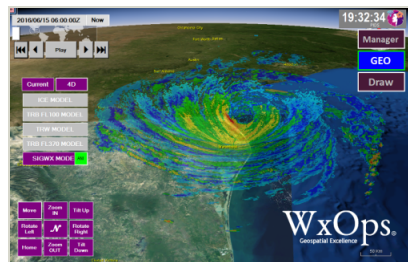 2016/06/15 06:00:00Z
Now
19:32:34
Play
Manager
GEO
Draw
Current
4D
ICE MODEL
TRB FL100 MODEL
TRW MODEL
TRB FL370 MODEL
SIGWX MODE
Move
Zoom IN
Tilt Up
Rotate Left
N
Rotate Right
Home
Zoom OUT
Tilt Down
WxOps
Geospatial Excellence